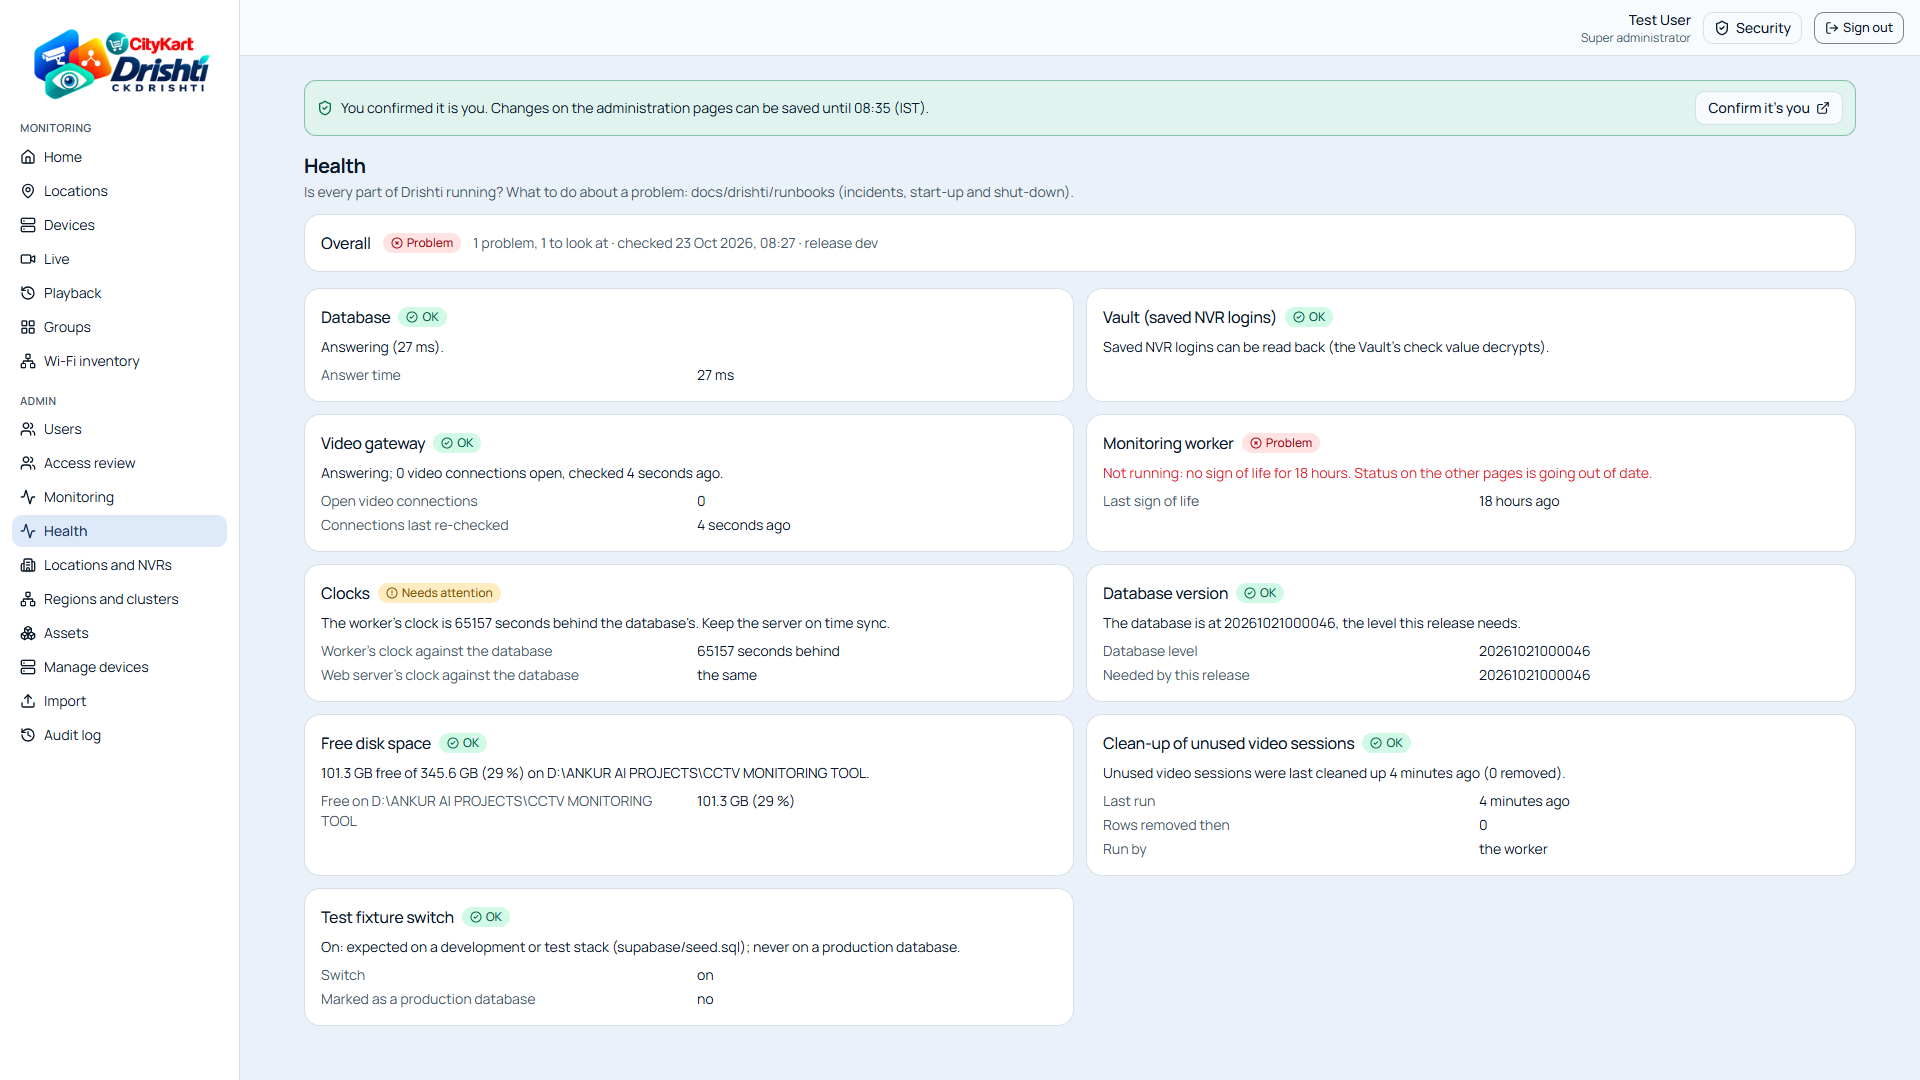 CityKart
Drishti
CKDRISHTI
MONITORING
Home
Locations
Devices
Live
Playback
Groups
Wi-Fi inventory
ADMIN
Users
Access review
Monitoring
Health
Locations and NVRs
Regions and clusters
Assets
Manage devices
Import
Audit log
Test User
Super administrator
Security
Sign out
You confirmed it is you. Changes on the administration pages can be saved until 08:35 (IST).
Confirm it's you
Health
Is every part of Drishti running? What to do about a problem: docs/drishti/runbooks (incidents, start-up and shut-down).
Overall Problem 1 problem, 1 to look at · checked 23 Oct 2026, 08:27 · release dev
Database OK
Answering (27 ms).
Answer time 27 ms
Vault (saved NVR logins) OK
Saved NVR logins can be read back (the Vault's check value decrypts).
Video gateway OK
Answering; 0 video connections open, checked 4 seconds ago.
Open video connections 0
Connections last re-checked 4 seconds ago
Monitoring worker Problem
Not running: no sign of life for 18 hours. Status on the other pages is going out of date.
Last sign of life 18 hours ago
Clocks Needs attention
The worker's clock is 65157 seconds behind the database's. Keep the server on time sync.
Worker's clock against the database 65157 seconds behind
Web server's clock against the database the same
Database version OK
The database is at 20261021000046, the level this release needs.
Database level 20261021000046
Needed by this release 20261021000046
Free disk space OK
101.3 GB free of 345.6 GB (29 %) on D:\ANKUR AI PROJECTS\CCTV MONITORING TOOL.
Free on D:\ANKUR AI PROJECTS\CCTV MONITORING 101.3 GB (29 %)
TOOL
Clean-up of unused video sessions OK
Unused video sessions were last cleaned up 4 minutes ago (0 removed).
Last run 4 minutes ago
Rows removed then 0
Run by the worker
Test fixture switch OK
On: expected on a development or test stack (supabase/seed.sql); never on a production database.
Switch on
Marked as a production database no